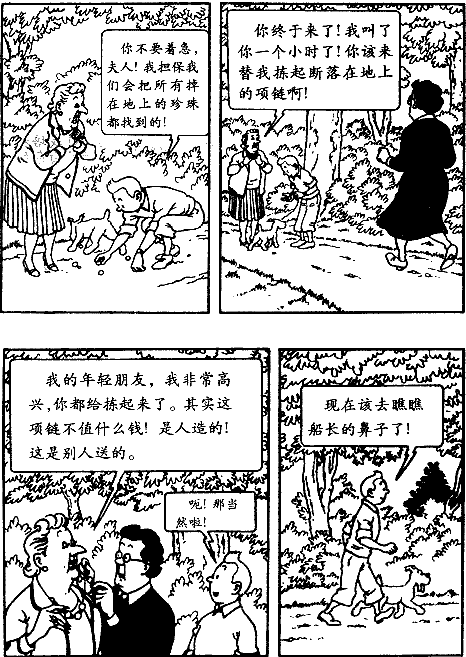 你不要着急，
夫人！我担保我
们会把所有掉
在地上的珍珠
都找到的！
你终于来了！我叫了
你一个小时了！你该来
替我拣起断落在地上
的项链啊！
我的年轻朋友，我非常高
兴，你都给拣起来了。其实这
项链不值什么钱！是人造的！
这是别人送的。
呃！那当
然啦！
现在该去瞧瞧
船长的鼻子了！